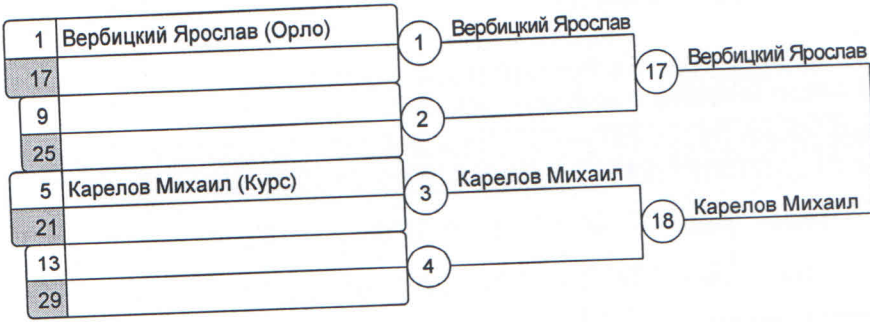 1 Вербицкий Ярослав (Орло) 1 Вербицкий Ярослав
17 17 Вербицкий Ярослав
9 2
25
5 Карелов Михаил (Курс) 3 Карелов Михаил
21 18 Карелов Михаил
13 4
29